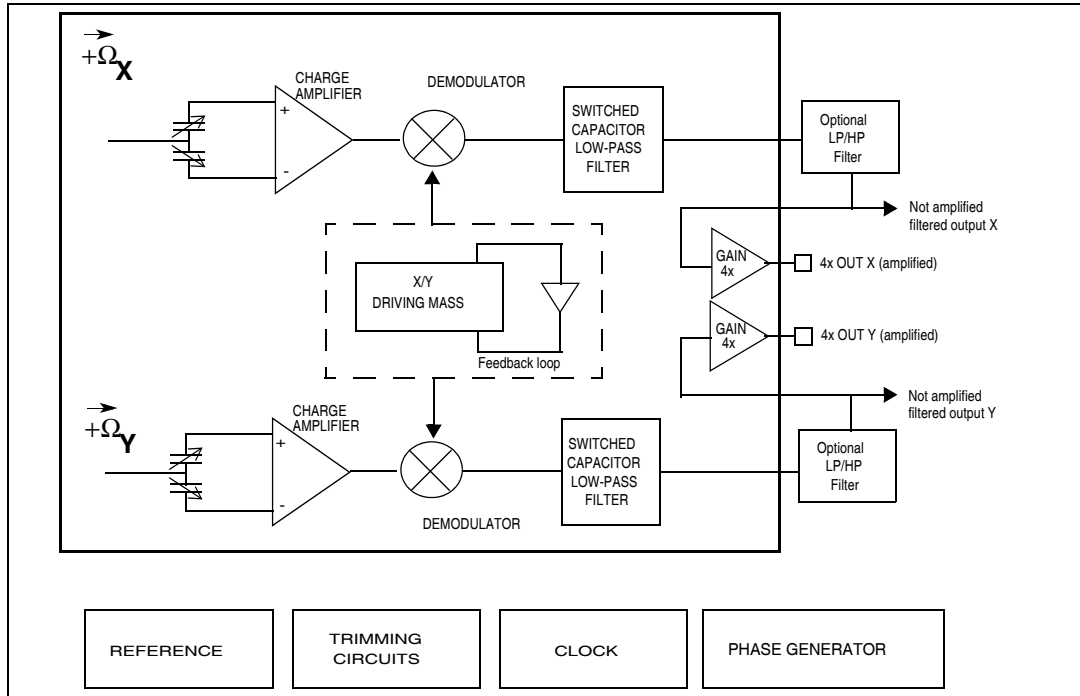 +Ω X
CHARGE
AMPLIFIER
+
-
DEMODULATOR
SWITCHED
CAPACITOR
LOW-PASS
FILTER
Optional
LP/HP
Filter
Not amplified
filtered output X
GAIN
4x
4x OUT X (amplified)
X/Y
DRIVING MASS
Feedback loop
GAIN
4x
4x OUT Y (amplified)
Not amplified
filtered output Y
+Ω Y
CHARGE
AMPLIFIER
+
-
DEMODULATOR
SWITCHED
CAPACITOR
LOW-PASS
FILTER
Optional
LP/HP
Filter
REFERENCE
TRIMMING
CIRCUITS
CLOCK
PHASE GENERATOR